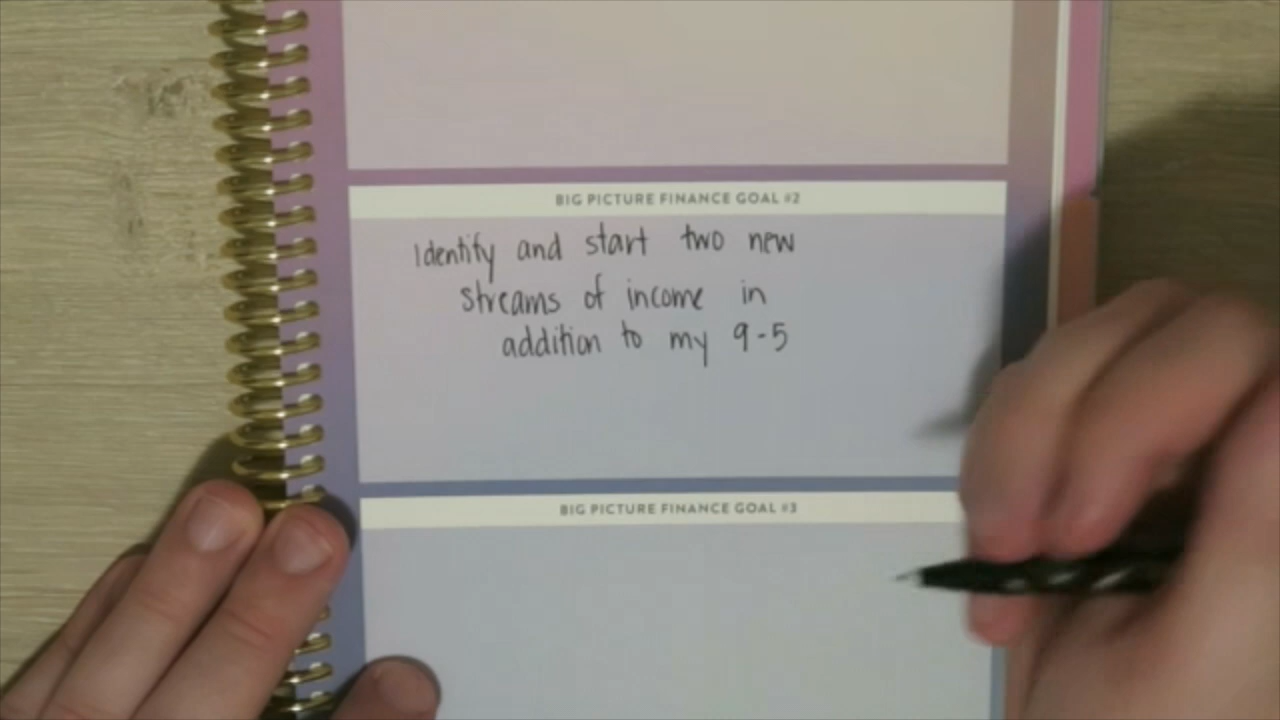 BIG PICTURE FINANCE GOAL #2
Identify and start two new
streams of income in
addition to my 9-5
BIG PICTURE FINANCE GOAL #3